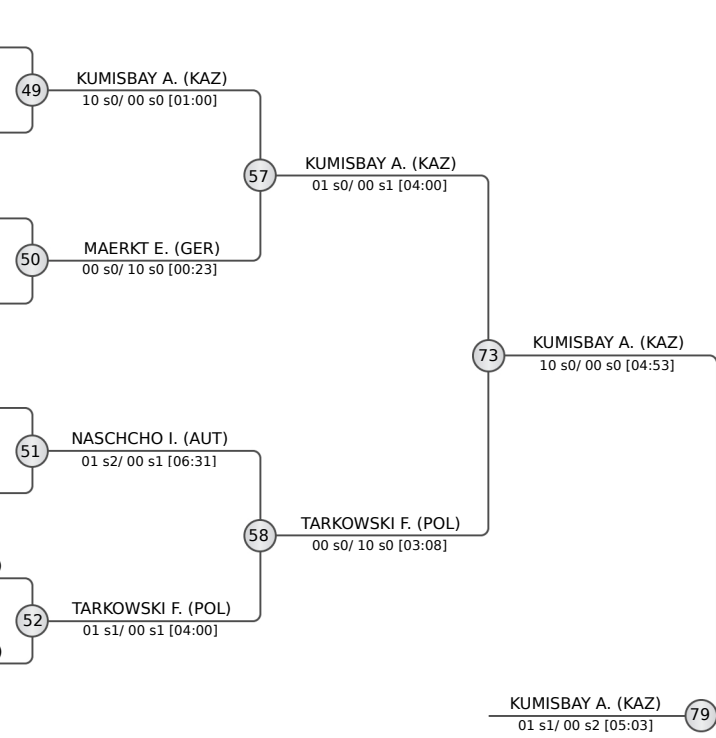 49
KUMISBAY A. (KAZ)
10 s0/ 00 s0 [01:00]
57
KUMISBAY A. (KAZ)
01 s0/ 00 s1 [04:00]
50
MAERKT E. (GER)
00 s0/ 10 s0 [00:23]
73
KUMISBAY A. (KAZ)
10 s0/ 00 s0 [04:53]
51
NASCHCHO I. (AUT)
01 s2/ 00 s1 [06:31]
58
TARKOWSKI F. (POL)
00 s0/ 10 s0 [03:08]
52
TARKOWSKI F. (POL)
01 s1/ 00 s1 [04:00]
KUMISBAY A. (KAZ)
01 s1/ 00 s2 [05:03]
79